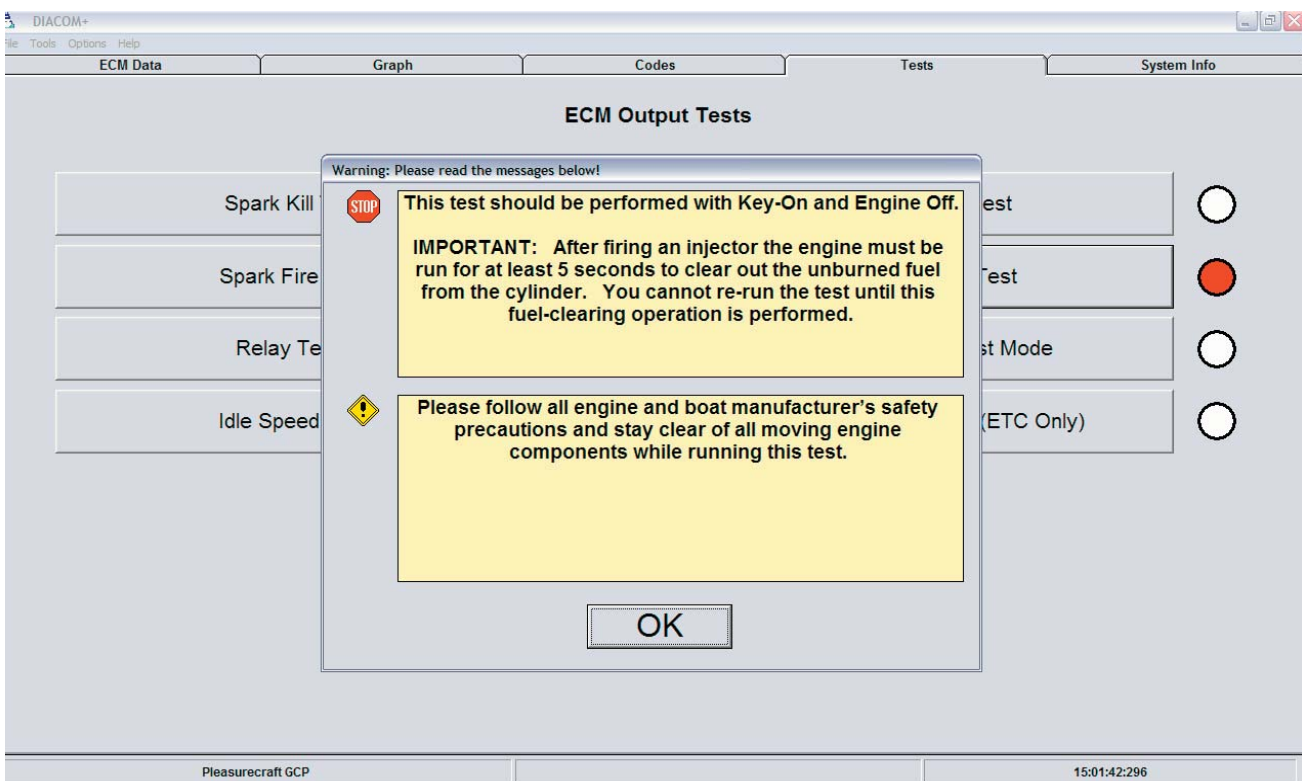 DIACOM+
File Tools Options Help
ECM Data Graph Codes Tests System Info
ECM Output Tests
Warning: Please read the messages below!
STOP
This test should be performed with Key-On and Engine Off.
IMPORTANT: After firing an injector the engine must be
run for at least 5 seconds to clear out the unburned fuel
from the cylinder. You cannot re-run the test until this
fuel-clearing operation is performed.
Please follow all engine and boat manufacturer's safety
precautions and stay clear of all moving engine
components while running this test.
OK
Spark Kill
est
Spark Fire
Test
Relay Te
st Mode
Idle Speed
(ETC Only)
Pleasurecraft GCP
15:01:42:296